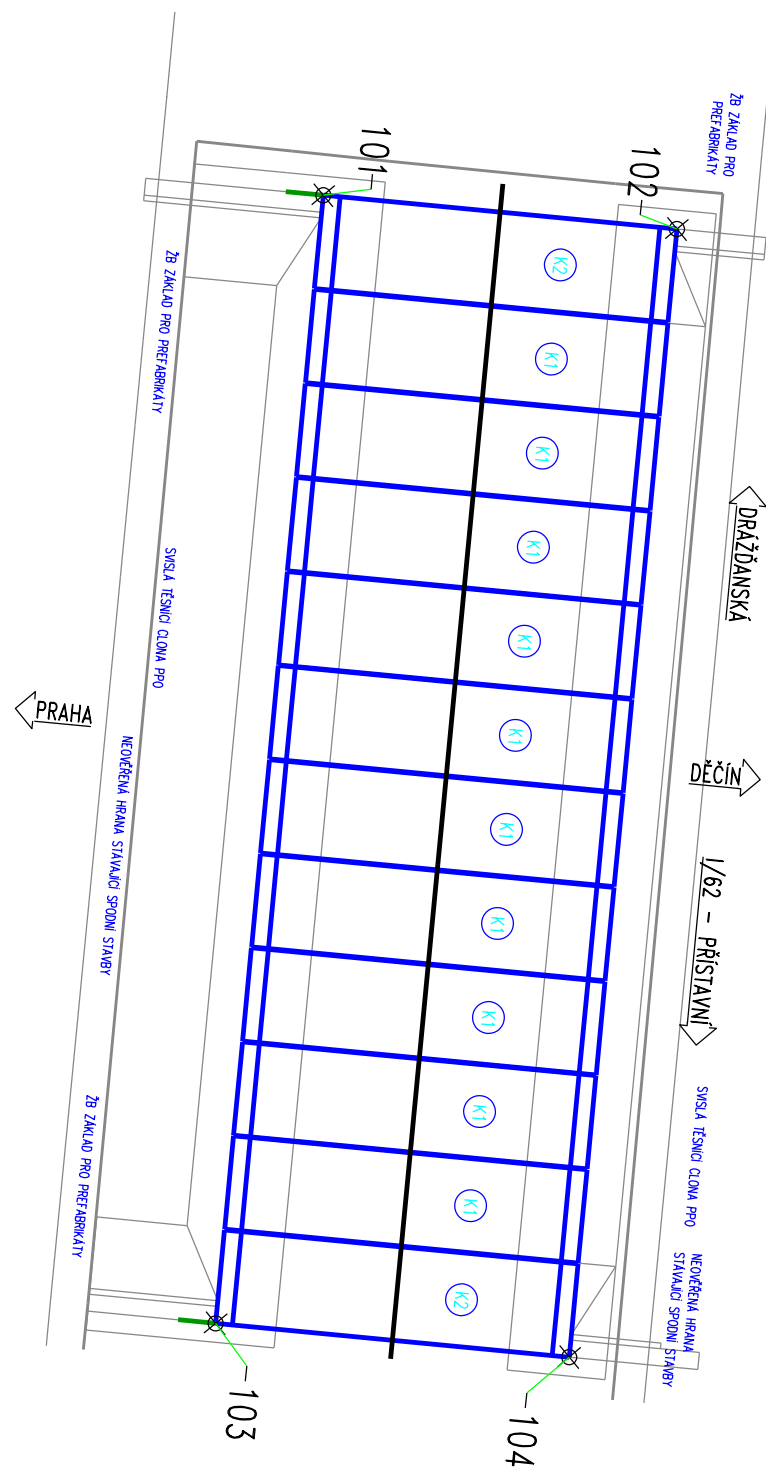 ŽB ZÁKLAD PRO
PREFABRIKÁTY
101
102
K2
K1
K1
K1
K1
K1
K1
K1
K1
K1
K1
K2
ŽB ZÁKLAD PRO PREFABRIKÁTY
SVISLÁ TĚSNÍCÍ CLONA PPO
NEOVĚŘENÁ HRANA STÁVAJÍCÍ SPODNÍ STAVBY
ŽB ZÁKLAD PRO PREFABRIKÁTY
PRAHA
DRÁŽĎANSKÁ
DĚČÍN
I/62 - PŘÍSTAVNÍ
SVISLÁ TĚSNÍCÍ CLONA PPO
NEOVĚŘENÁ HRANA
STÁVAJÍCÍ SPODNÍ STAVBY
103
104